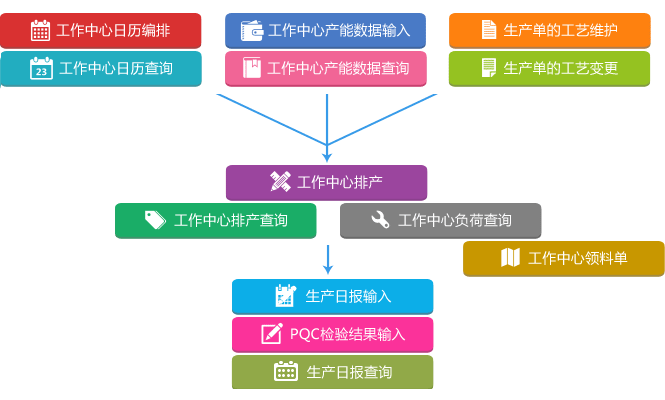 工作中心日历编排
工作中心产能数据输入
生产单的工艺维护
23
工作中心日历查询
工作中心产能数据查询
生产单的工艺变更
工作中心排产
工作中心排产查询
工作中心负荷查询
工作中心领料单
生产日报输入
PQC检验结果输入
生产日报查询